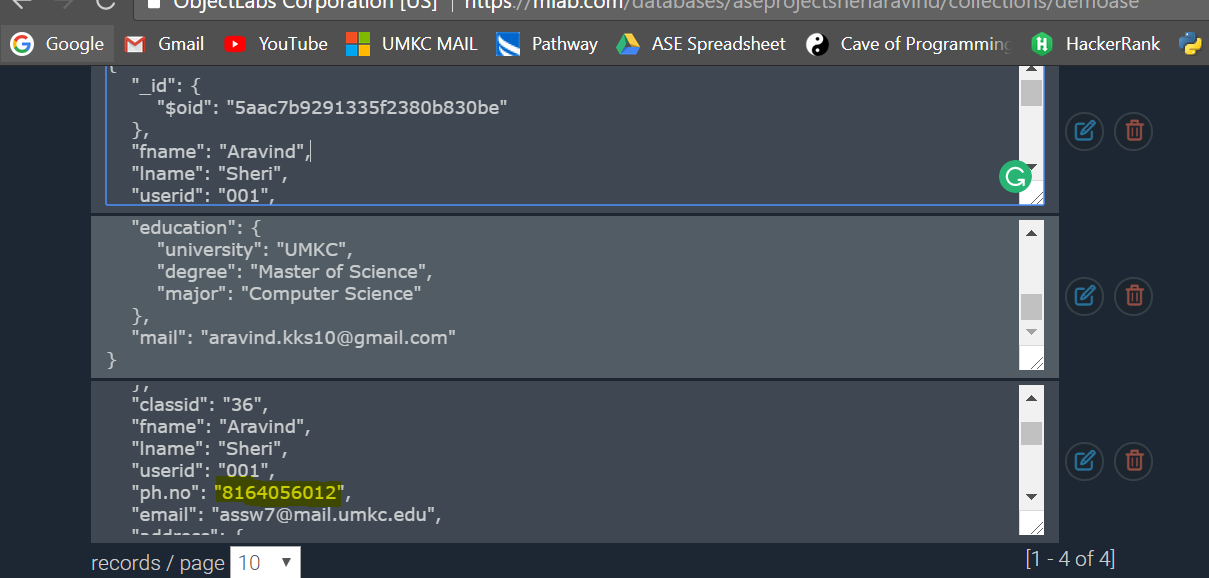 ObjectLabs Corporation [US] | https://mlab.com/databases/aseprojectsheriaravind/collections/demoase
Google Gmail YouTube UMKC MAIL Pathway ASE Spreadsheet Cave of Programming HackerRank
{
"_id": {
"$oid": "5aac7b9291335f2380b830be"
},
"fname": "Aravind",
"lname": "Sheri",
"userid": "001",
"education": {
"university": "UMKC",
"degree": "Master of Science",
"major": "Computer Science"
},
"mail": "aravind.kks10@gmail.com"
}
},
"classid": "36",
"fname": "Aravind",
"lname": "Sheri",
"userid": "001",
"ph.no": "8164056012",
"email": "assw7@mail.umkc.edu",
"address": {
records / page 10 [1 - 4 of 4]